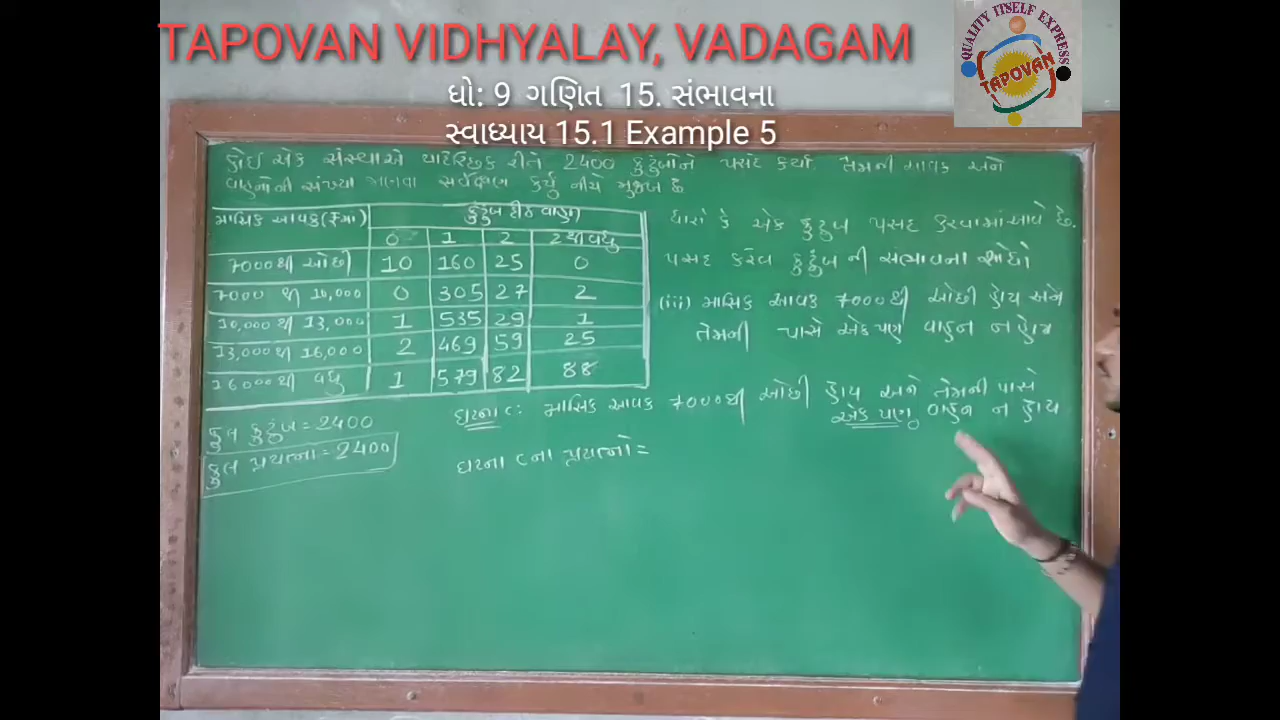 TAPOVAN VIDHYALAY, VADAGAM
QUALITY ITSELF EXPRESS
TAPOVAN
ધો: 9 ગણિત 15. સંભાવના
સ્વાધ્યાય 15.1 Example 5
કોઇ એક સંસ્થાએ યાદચ્છિક રીતે 2400 કુટુંબોને પસંદ કર્યા. તેમની આવક અને
વાહનોની સંખ્યા જાણવા સર્વેક્ષણ કર્યુ નીચે મુજબ છે
માસિક આવક(રૂમા) કુટુંબ દીઠ વાહન
0 1 2 2થી વધુ
7000થી ઓછી 10 160 25 0
7000 થી 10,000 0 305 27 2
10,000થી 13,000 1 535 29 1
13,000થી 16,000 2 469 59 25
16000થી વધુ 1 579 82 88
કુલ કુટુંબ = 2400
કુલ પ્રયત્નો = 2400
ધારો કે એક કુટુંબ પસંદ કરવામાં આવે છે.
પસંદ કરેલ કુટુંબ ની સંભાવના શોધો
(iii) માસિક આવક 7000થી ઓછી હોય અને
તેમની પાસે એક પણ વાહન ન હોય
ઘટના C: માસિક આવક 7000થી ઓછી હોય અને તેમની પાસે
એક પણ વાહન ન હોય
ઘટના C ના પ્રયત્નો =